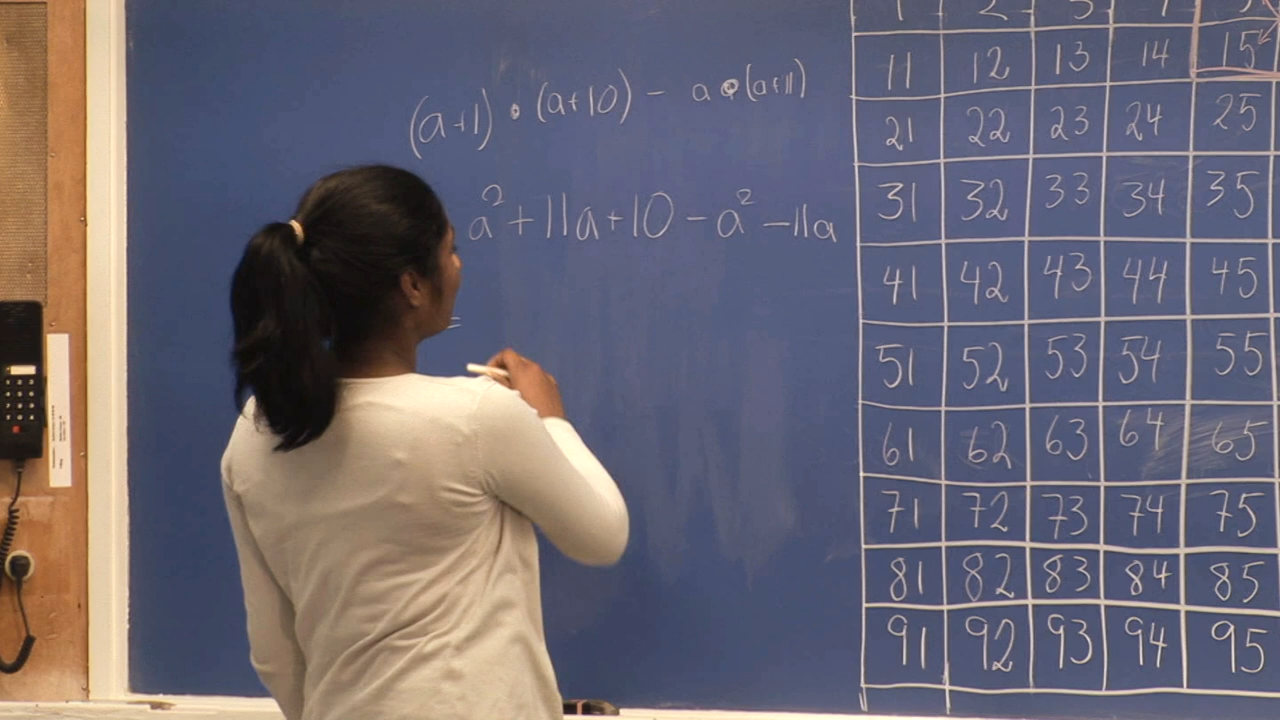 (a+1) • (a+10) – a • (a+11)
a² + 11a + 10 – a² – 11a
=
11 12 13 14 15
21 22 23 24 25
31 32 33 34 35
41 42 43 44 45
51 52 53 54 55
61 62 63 64 65
71 72 73 74 75
81 82 83 84 85
91 92 93 94 95